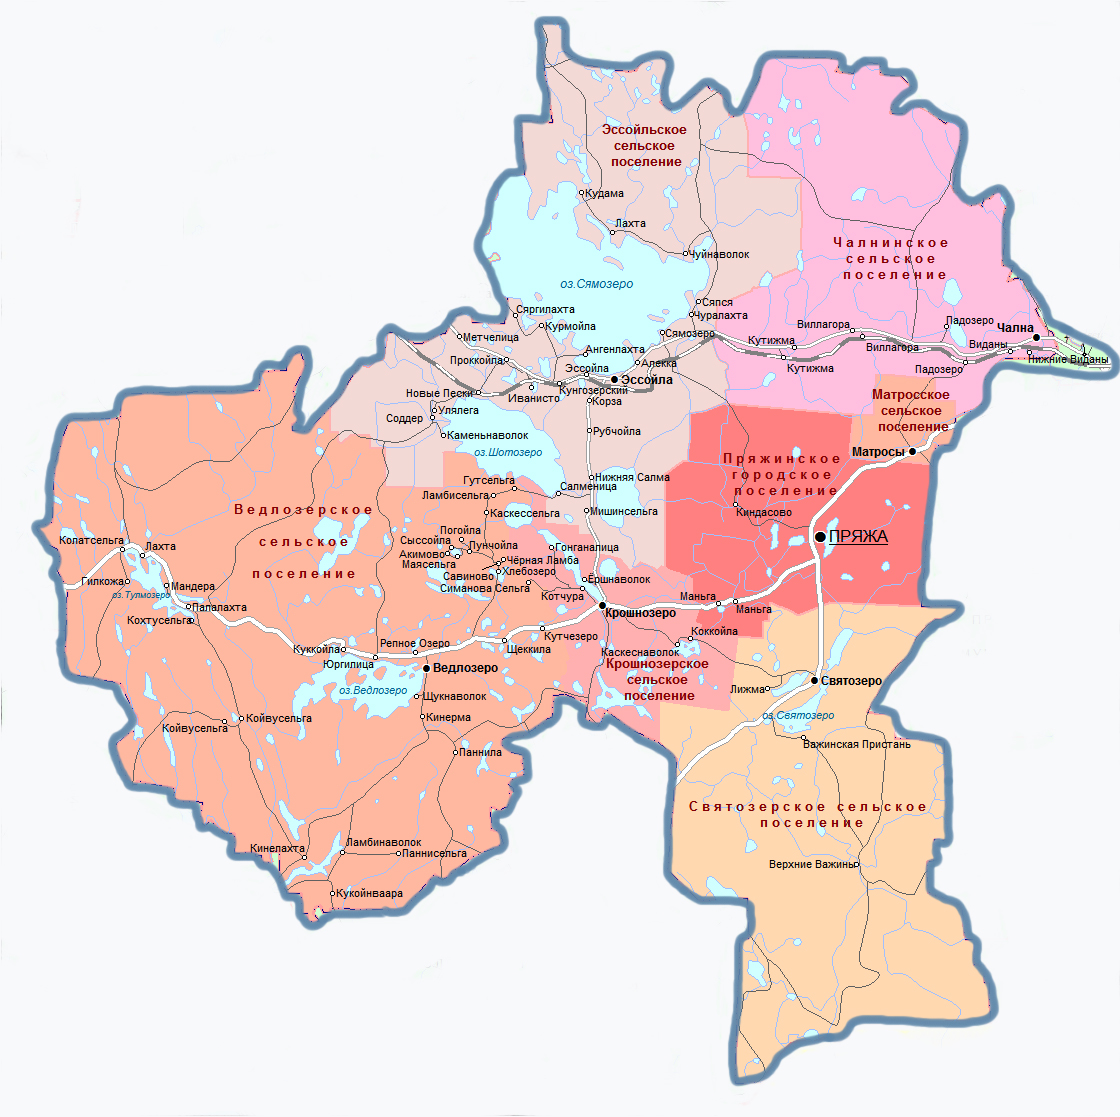 Эссойльское
сельское
поселение
Кудама
Лахта
Чуйнаволок
Чалнинское
сельское
поселение
оз.Сямозеро
Сяпся
Чуралахта
Сяргилахта
Курмойла
Сямозеро
Метчелица
Виллагора
Падозеро
Чална
7
Кутижма
Виллагора
Виданы
Нижние Виданы
Ангенлахта
Проккойла
Алекка
Эссойла
Эссойла
Кутижма
Падозеро
Новые Пески
Иванисто
Кунгозерский
Корза
Матросское
сельское
поселение
Улялега
Соддер
Каменьнаволок
Рубчойла
оз.Шотозеро
Матросы
Пряжинское
городское
поселение
Гутсельга
Нижняя Салма
Салменица
Ламбисельга
Каскессельга
Мишинсельга
Киндасово
Ведлозерское
сельское
поселение
ПРЯЖА
Погойла
Сыссойла
Лунчойла
Акимово
Маясельга
Гонганалица
Чёрная Ламба
Хлебозеро
Савиново
Симанова Сельга
Ёршнаволок
Котчура
Колатсельга
Лахта
Гилкожа
Мандера
оз.Тулмозеро
Палалахта
Кохтусельга
Маньга
Маньга
Крошнозеро
Коккойла
Кутчезеро
Каскеснаволок
Щеккила
Репное Озеро
Куккойла
Юргилица
Крошнозерское
сельское
поселение
Ведлозеро
оз.Ведлозеро
Щукнаволок
Святозеро
Лижма
оз.Святозеро
Кинерма
Койвусельга
Койвусельга
Важинская Пристань
Паннила
Святозерское сельское
поселение
Кинелахта
Ламбинаволок
Паннисельга
Верхние Важины
Кукойнваара